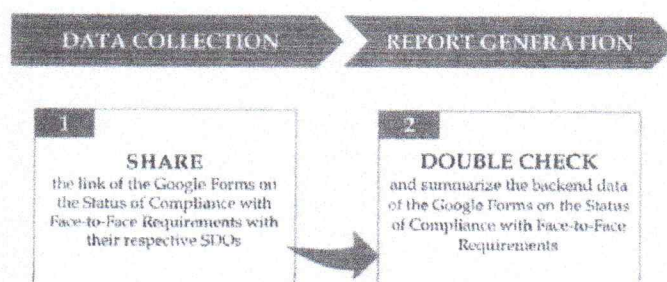 DATA COLLECTION
REPORT GENERATION
1
SHARE
the link of the Google Forms on
the Status of Compliance with
Face-to-Face Requirements with
their respective SDOs
2
DOUBLE CHECK
and summarize the backend data
of the Google Forms on the Status
of Compliance with Face-to-Face
Requirements